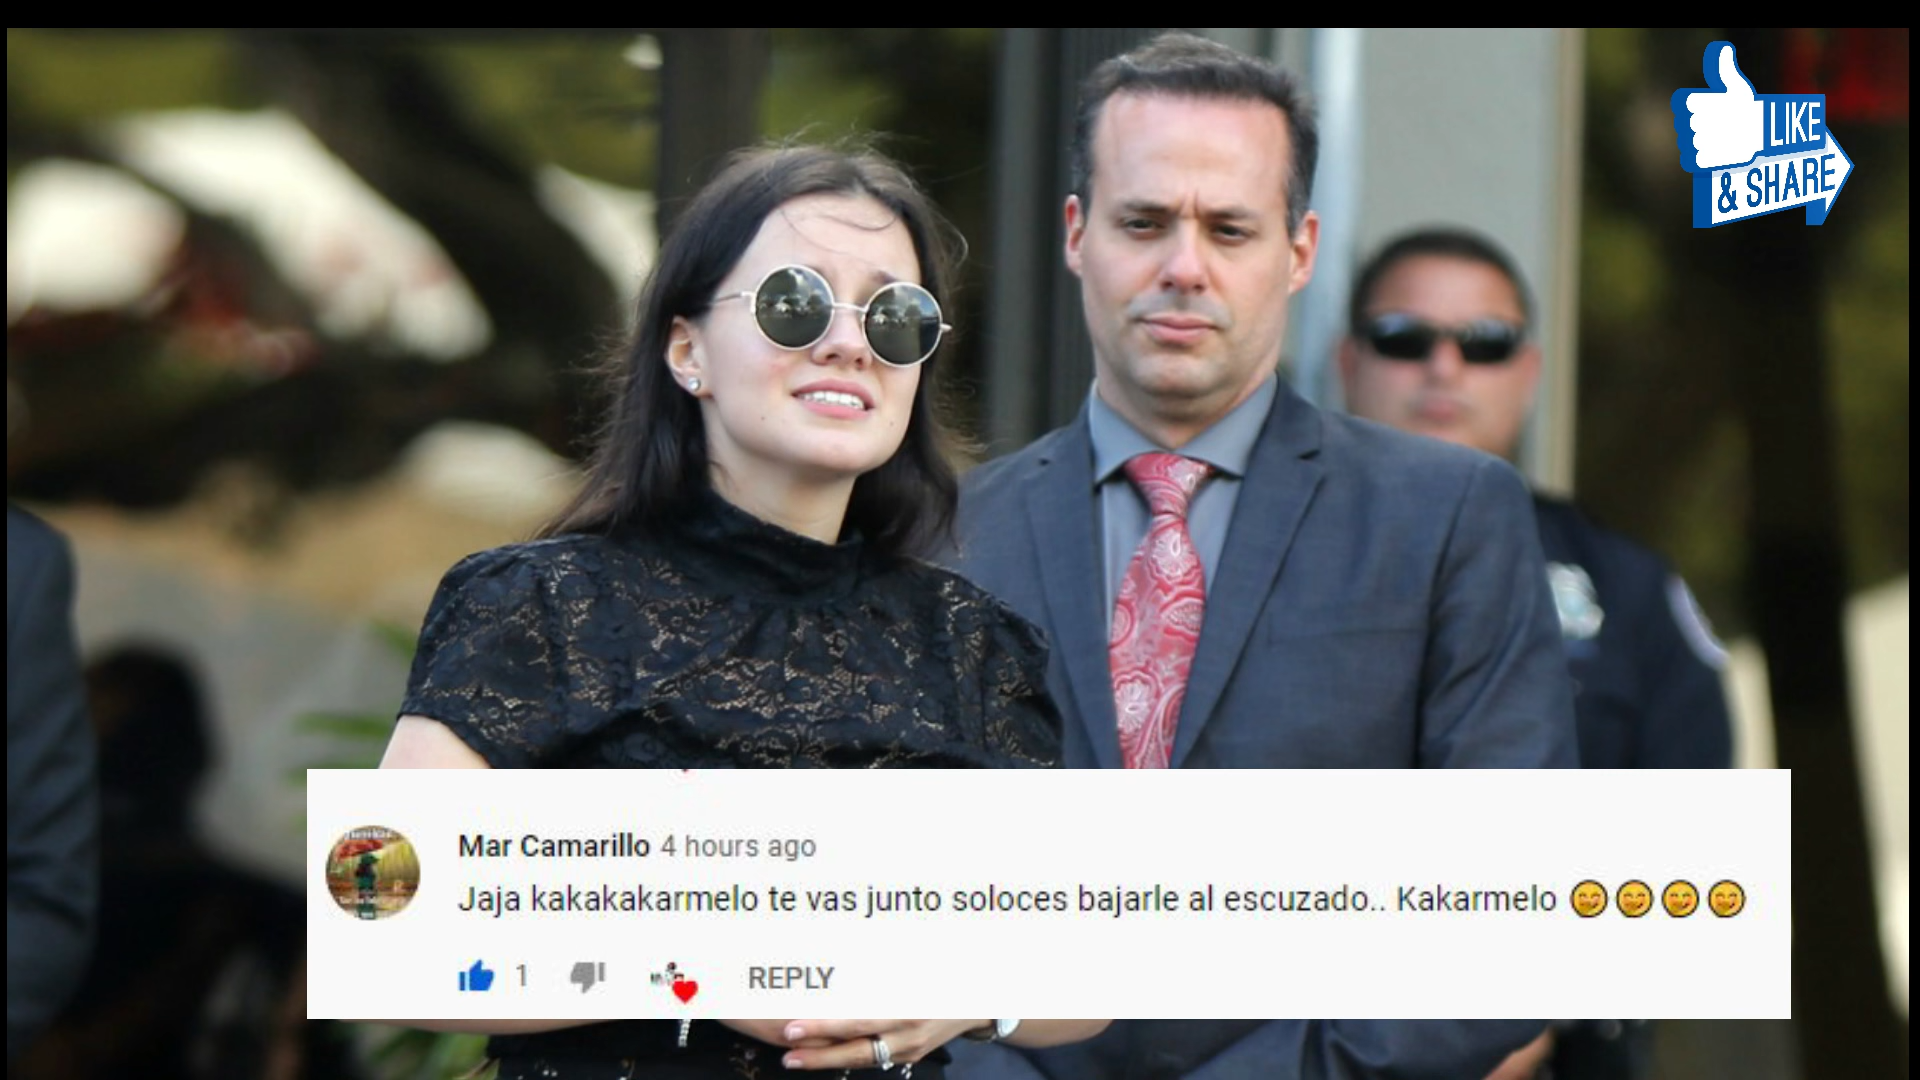 LIKE
& SHARE
Mar Camarillo 4 hours ago
Jaja kakakakarmelo te vas junto soloces bajarle al escuzado.. Kakarmelo 😋😋😋😋
1
REPLY